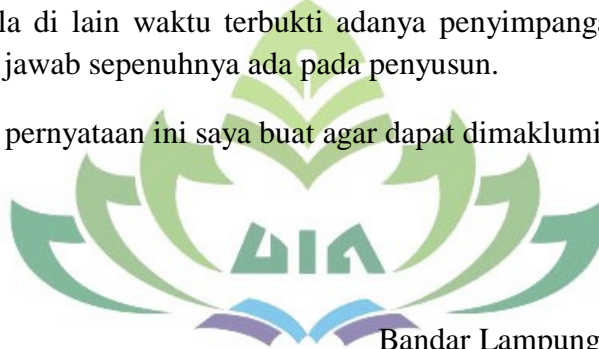 la di lain waktu terbukti adanya penyimpanga
jawab sepenuhnya ada pada penyusun.
pernyataan ini saya buat agar dapat dimaklumi
UIN
Bandar Lampung